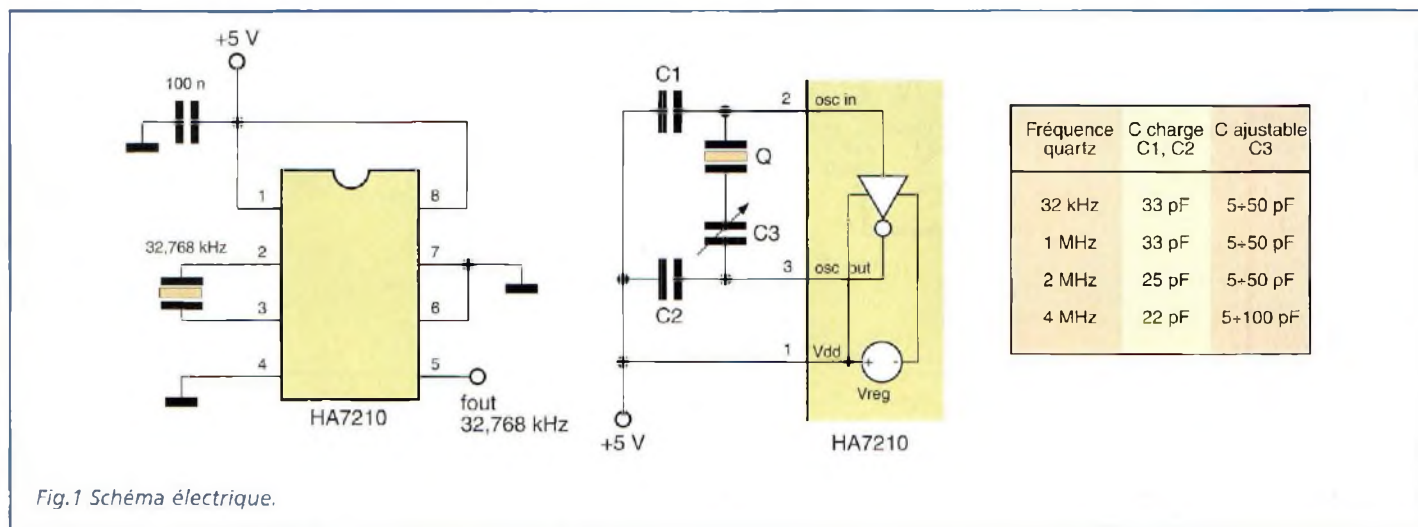 +5 V
100 n
1
8
32,768 kHz
2
7
3
6
4
5
fout
32,768 kHz
HA7210
C1
2
osc in
Q
C3
3
osc out
C2
1
Vdd
+
-
Vreg
+5 V
HA7210
Fréquence quartz
C charge C1, C2
C ajustable C3
32 kHz 33 pF 5÷50 pF
1 MHz 33 pF 5÷50 pF
2 MHz 25 pF 5÷50 pF
4 MHz 22 pF 5÷100 pF
Fig.1 Schéma électrique.